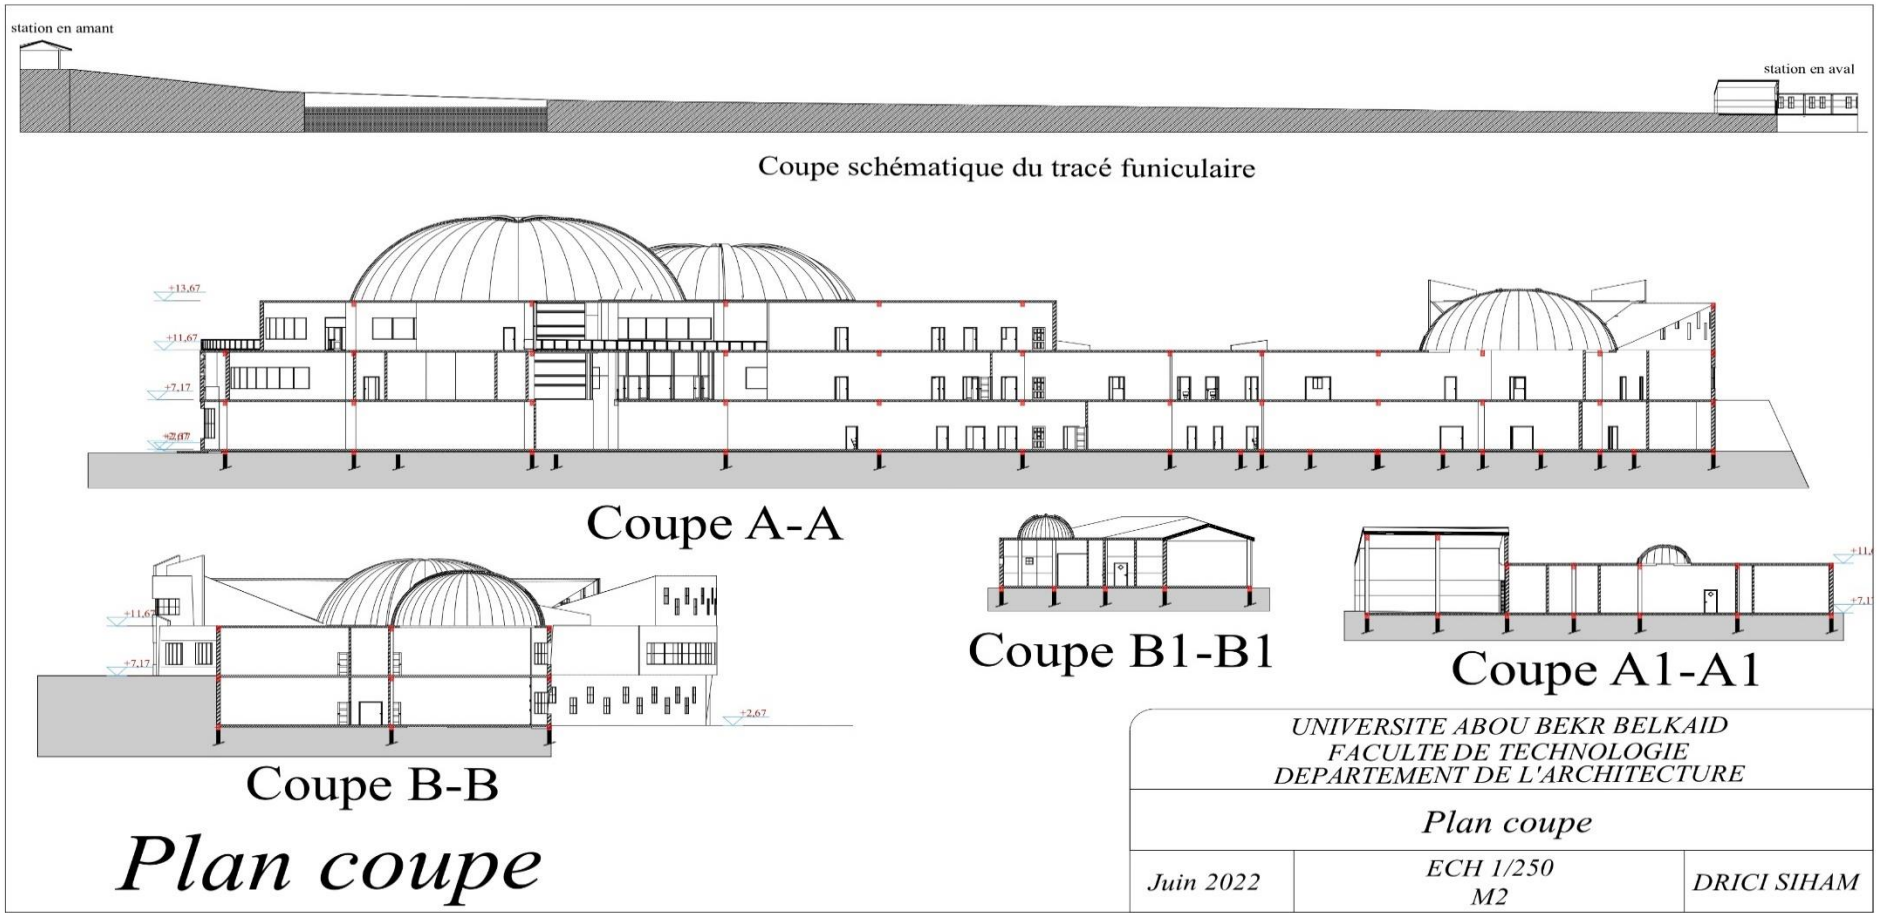 station en amant
station en aval
Coupe schématique du tracé funiculaire
+13,67
+11,67
+7,17
Coupe A-A
+11,67
+7,17
+2,67
Coupe B-B
Coupe B1-B1
Coupe A1-A1
Plan coupe
UNIVERSITE ABOU BEKR BELKAID
FACULTE DE TECHNOLOGIE
DEPARTEMENT DE L'ARCHITECTURE
Plan coupe
Juin 2022
ECH 1/250
M2
DRICI SIHAM